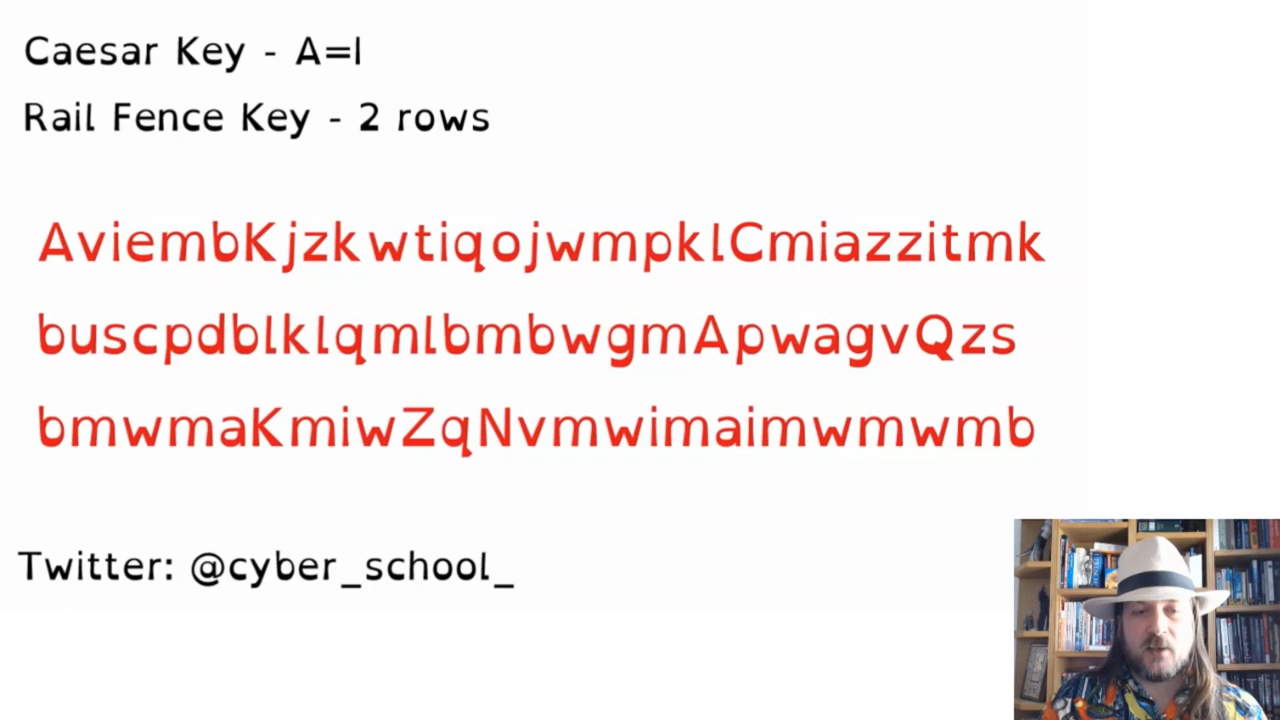 Caesar Key - A=I
Rail Fence Key - 2 rows
AviembKjzkwtiqojwmpklCmiazzitmk
buscpdblklqmlbmbwgmApwagvQzs
bmwmaKmiwZqNvmwimaimwmwmb
Twitter: @cyber_school_